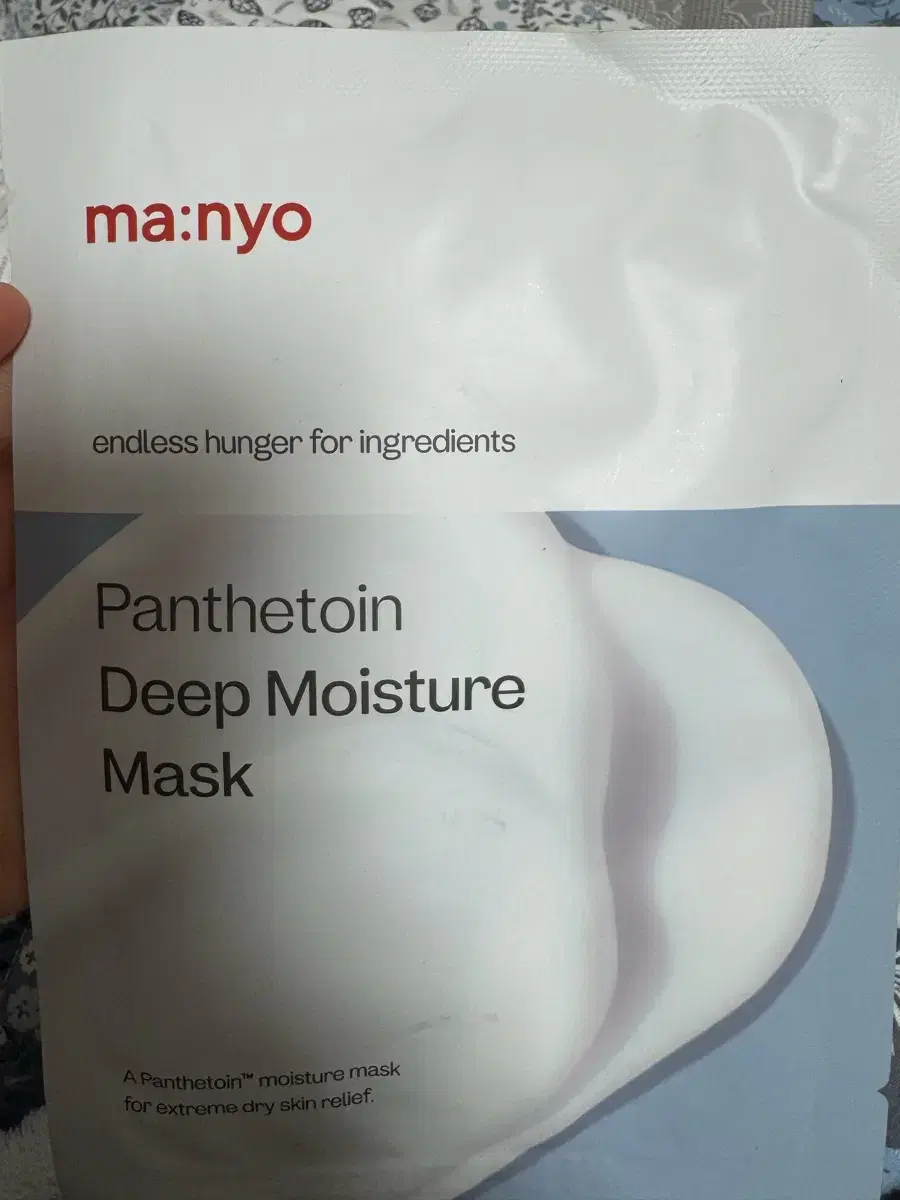 ma:nyo
endless hunger for ingredients
Panthetoin
Deep Moisture
Mask
A Panthetoin™ moisture mask
for extreme dry skin relief.